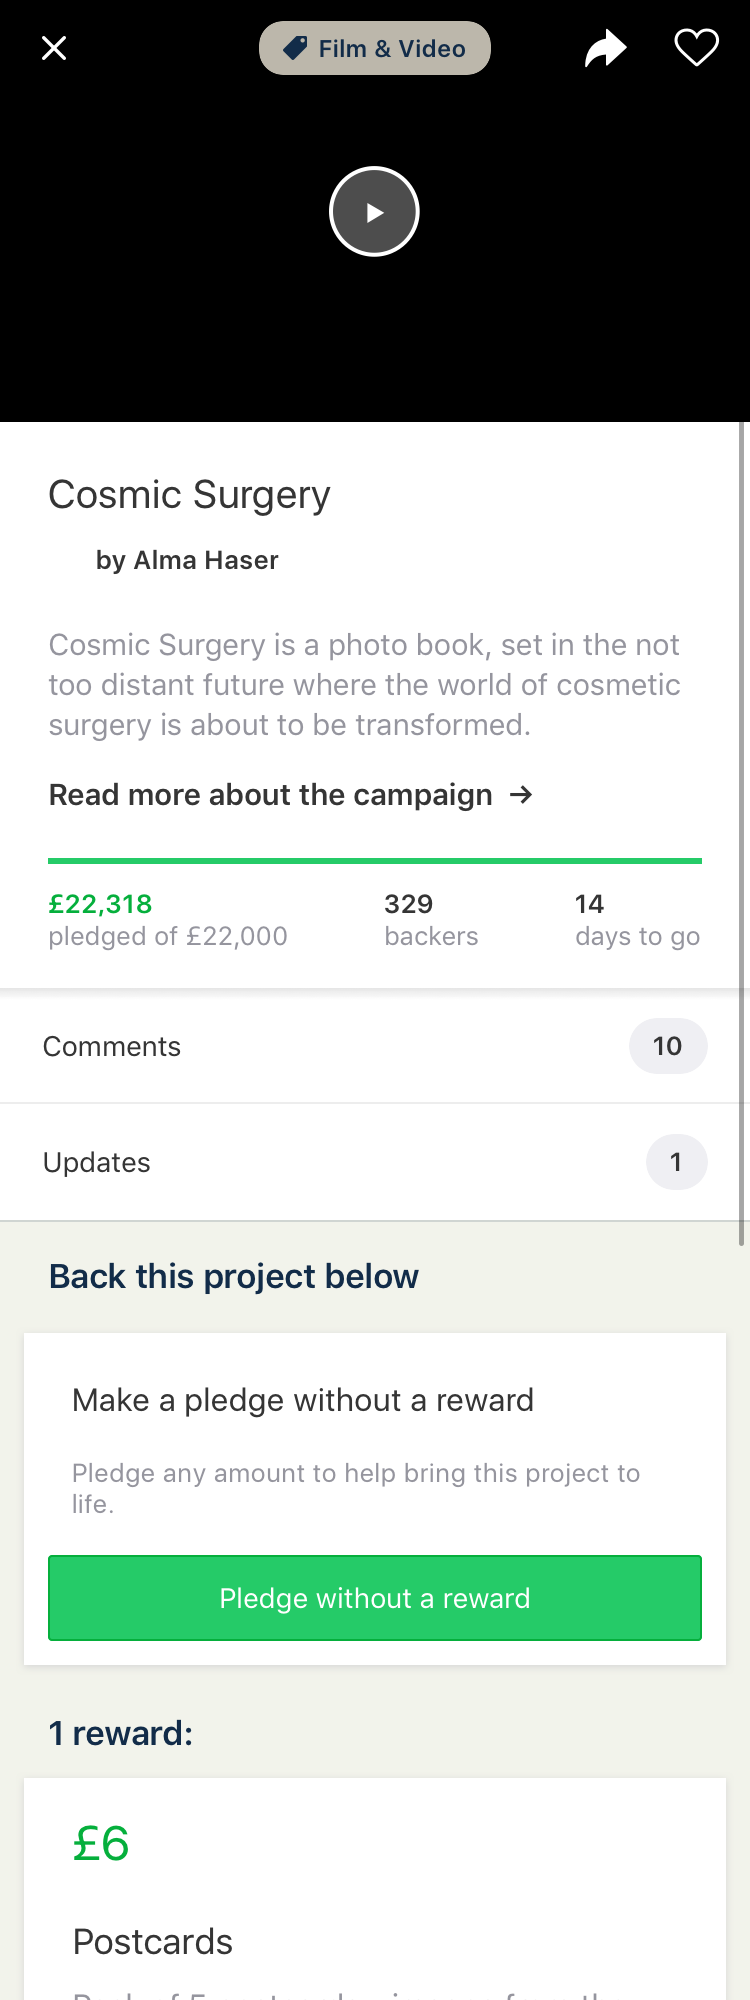 Film & Video
Cosmic Surgery
by Alma Haser
Cosmic Surgery is a photo book, set in the not
too distant future where the world of cosmetic
surgery is about to be transformed.
Read more about the campaign →
£22,318
pledged of £22,000
329
backers
14
days to go
Comments
10
Updates
1
Back this project below
Make a pledge without a reward
Pledge any amount to help bring this project to
life.
Pledge without a reward
1 reward:
£6
Postcards